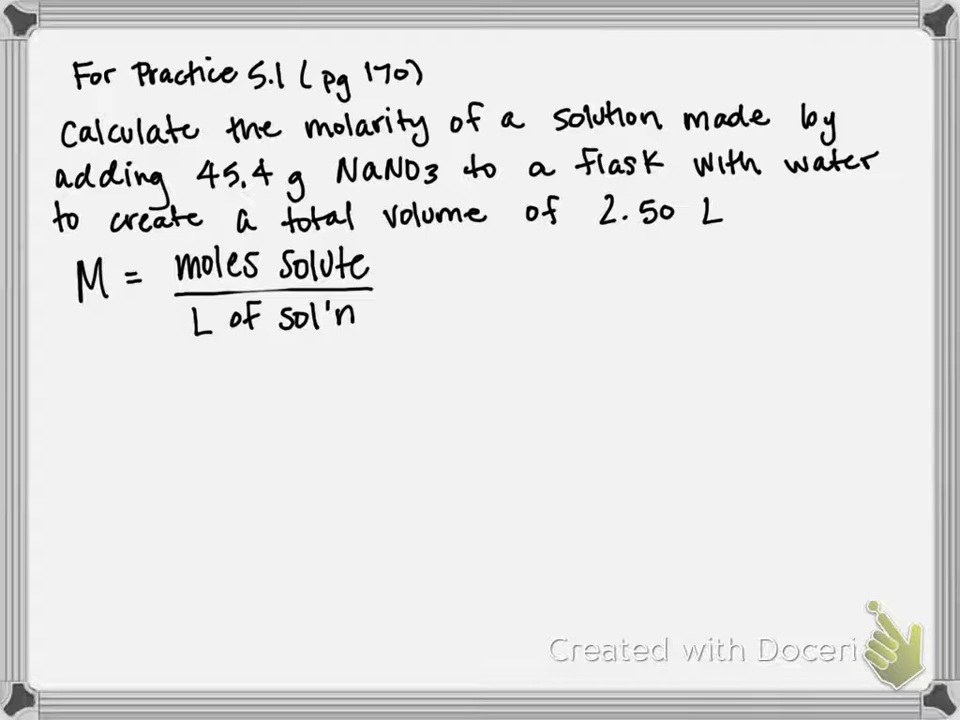 For Practice 5.1 (pg 170)
Calculate the molarity of a solution made by
adding 45.4 g NaNO3 to a flask with water
to create a total volume of 2.50 L
M = moles solute
L of sol'n
Created with Doceri